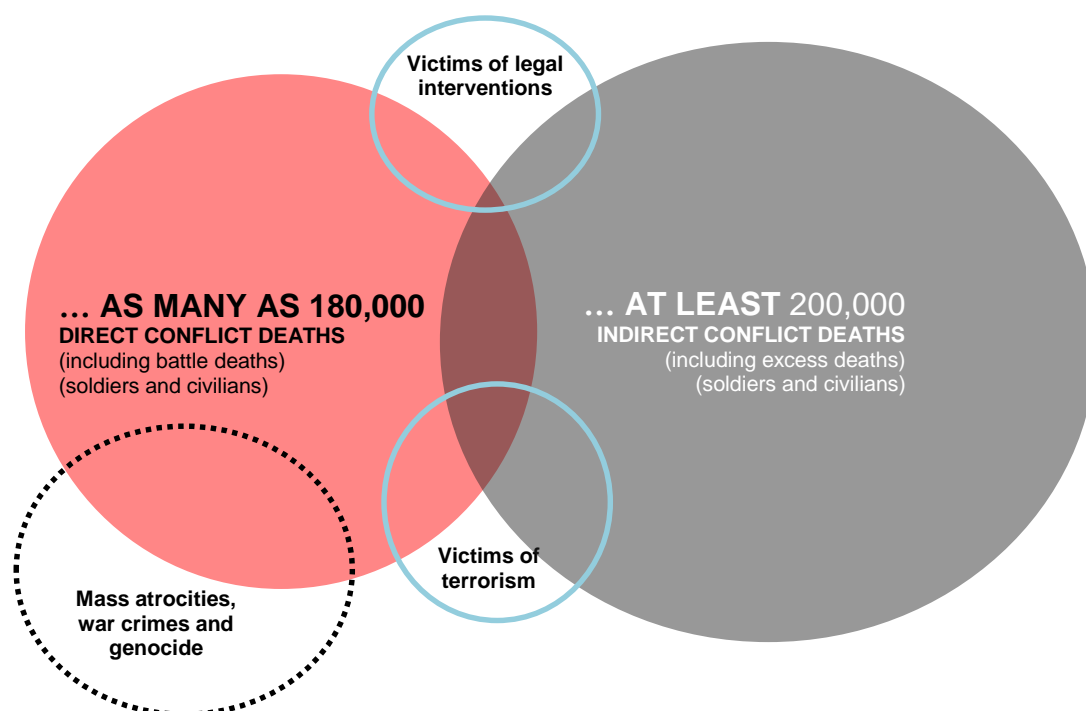 Victims of legal
interventions
… AS MANY AS 180,000
DIRECT CONFLICT DEATHS
(including battle deaths)
(soldiers and civilians)
… AT LEAST 200,000
INDIRECT CONFLICT DEATHS
(including excess deaths)
(soldiers and civilians)
Victims of
terrorism
Mass atrocities,
war crimes and
genocide